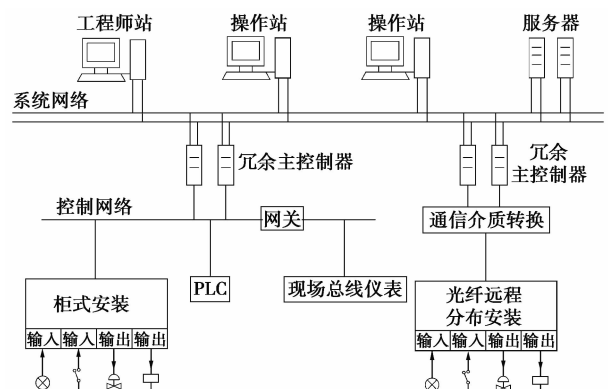 工程师站
操作站
操作站
服务器
系统网络
冗余主控制器
冗余
主控制器
控制网络
网关
通信介质转换
PLC
现场总线仪表
柜式安装
光纤远程
分布安装
输入 输入 输出 输出
输入 输入 输出 输出